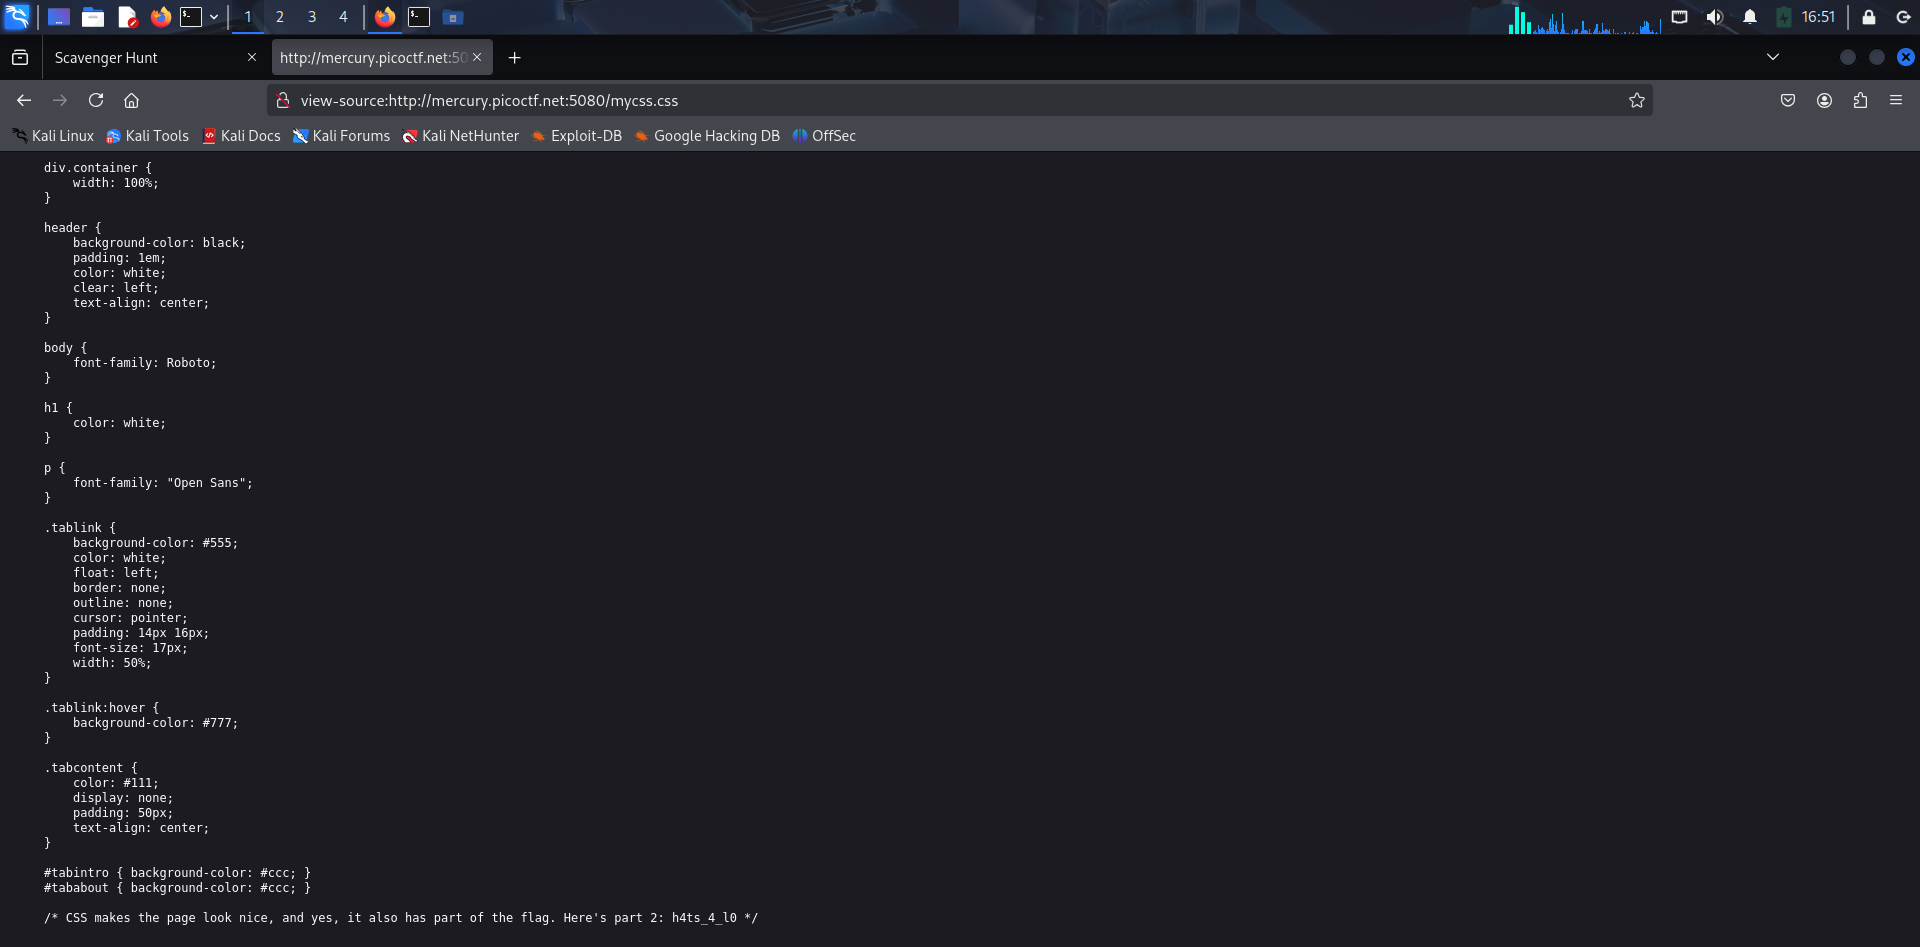 1 2 3 4 16:51
Scavenger Hunt
http://mercury.picoctf.net:50
view-source:http://mercury.picoctf.net:5080/mycss.css
Kali Linux Kali Tools Kali Docs Kali Forums Kali NetHunter Exploit-DB Google Hacking DB OffSec
div.container {
    width: 100%;
}
header {
    background-color: black;
    padding: 1em;
    color: white;
    clear: left;
    text-align: center;
}
body {
    font-family: Roboto;
}
h1 {
    color: white;
}
p {
    font-family: "Open Sans";
}
.tablink {
    background-color: #555;
    color: white;
    float: left;
    border: none;
    outline: none;
    cursor: pointer;
    padding: 14px 16px;
    font-size: 17px;
    width: 50%;
}
.tablink:hover {
    background-color: #777;
}
.tabcontent {
    color: #111;
    display: none;
    padding: 50px;
    text-align: center;
}
#tabintro { background-color: #ccc; }
#tababout { background-color: #ccc; }
/* CSS makes the page look nice, and yes, it also has part of the flag. Here's part 2: h4ts_4_l0 */